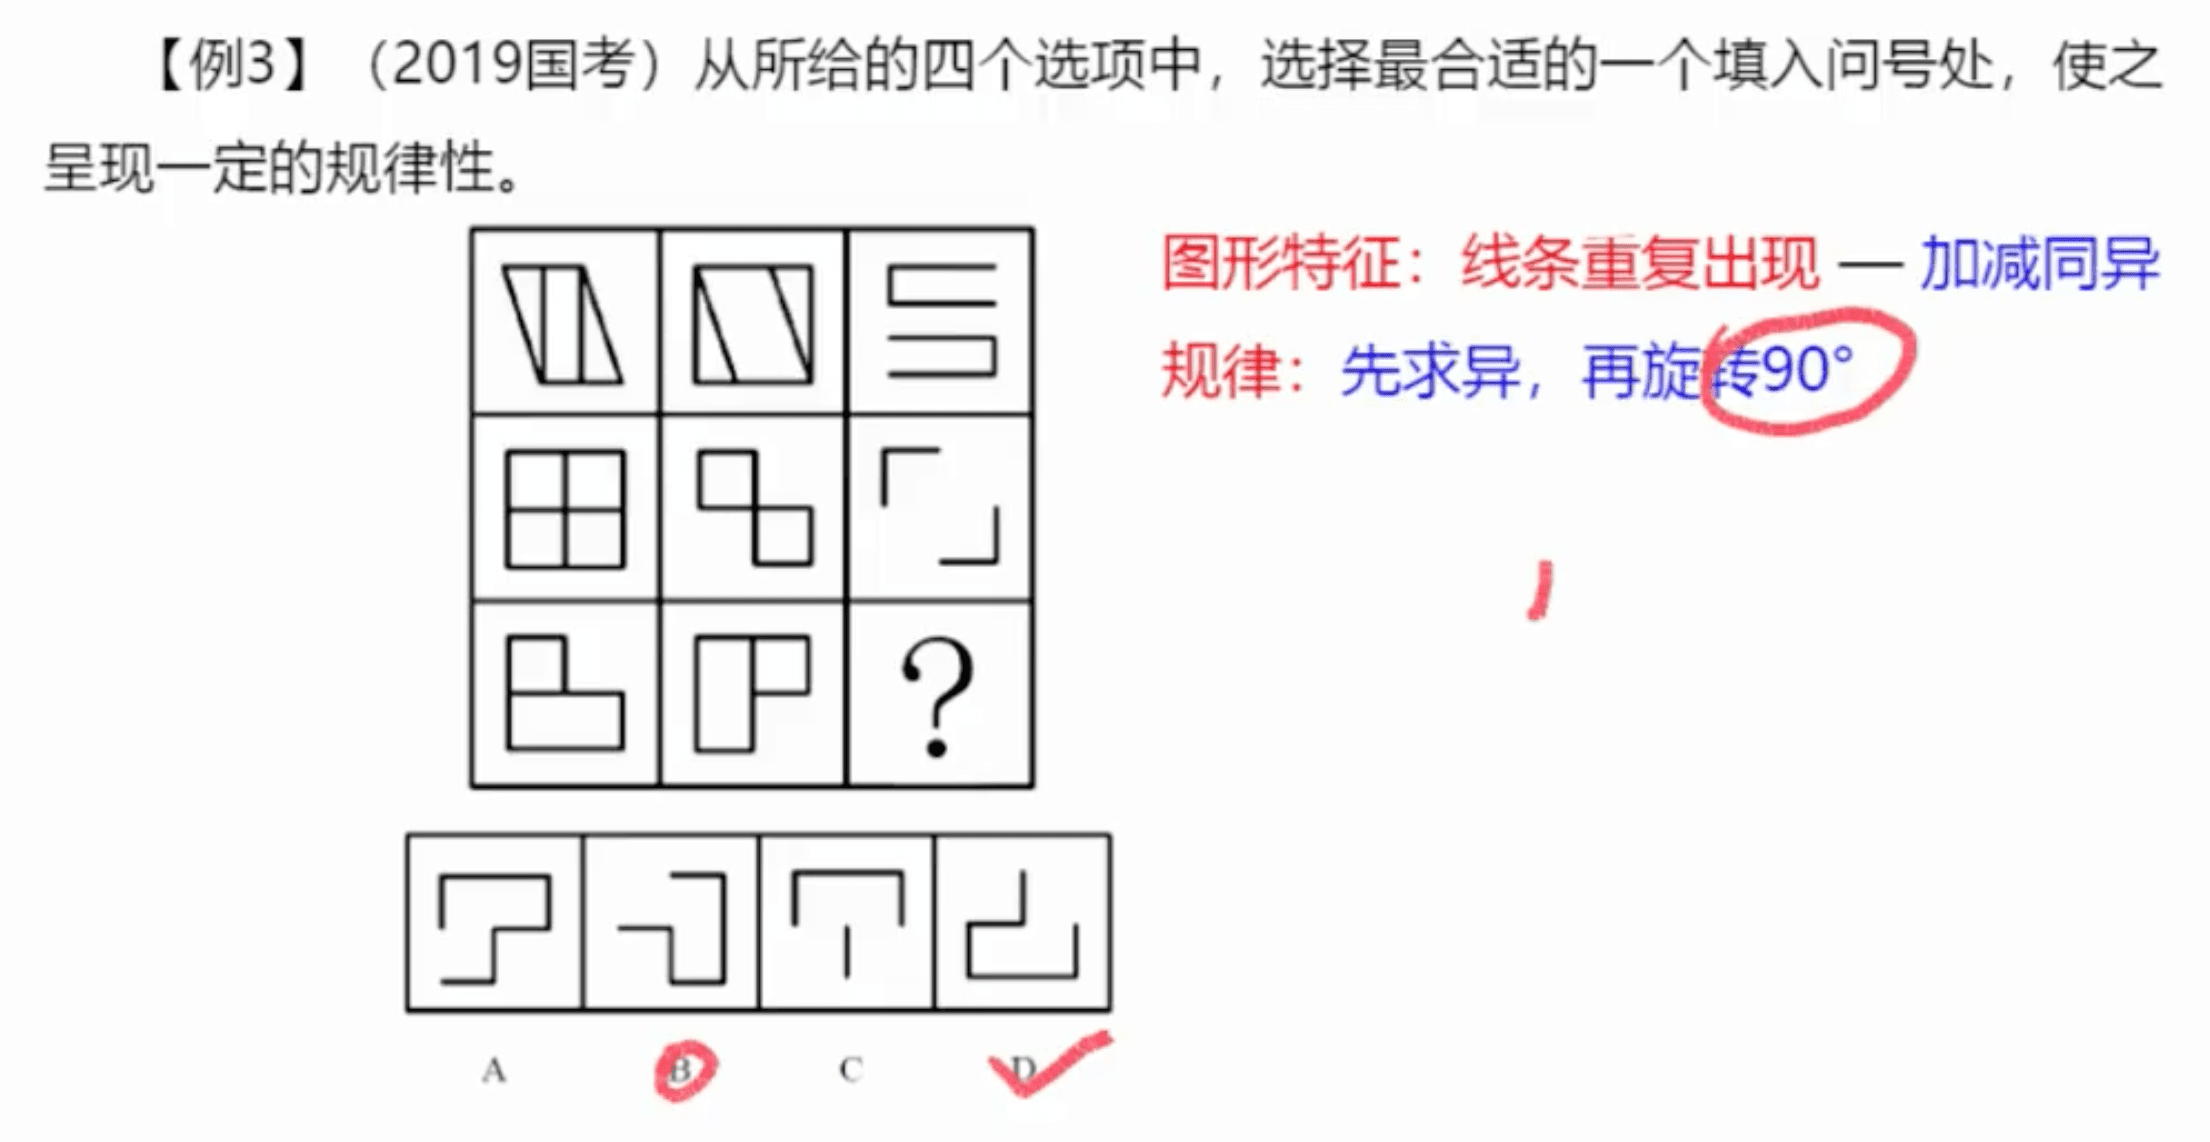 【例3】（2019国考）从所给的四个选项中，选择最合适的一个填入问号处，使之
呈现一定的规律性。
图形特征：线条重复出现 — 加减同异
规律：先求异，再旋转90°
?
A B C D